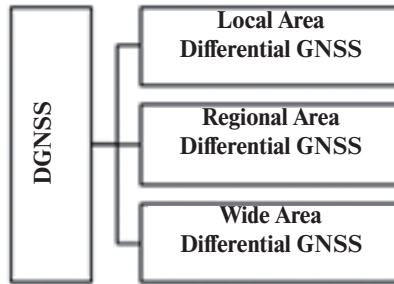 DGNSS
Local Area
Differential GNSS
Regional Area
Differential GNSS
Wide Area
Differential GNSS